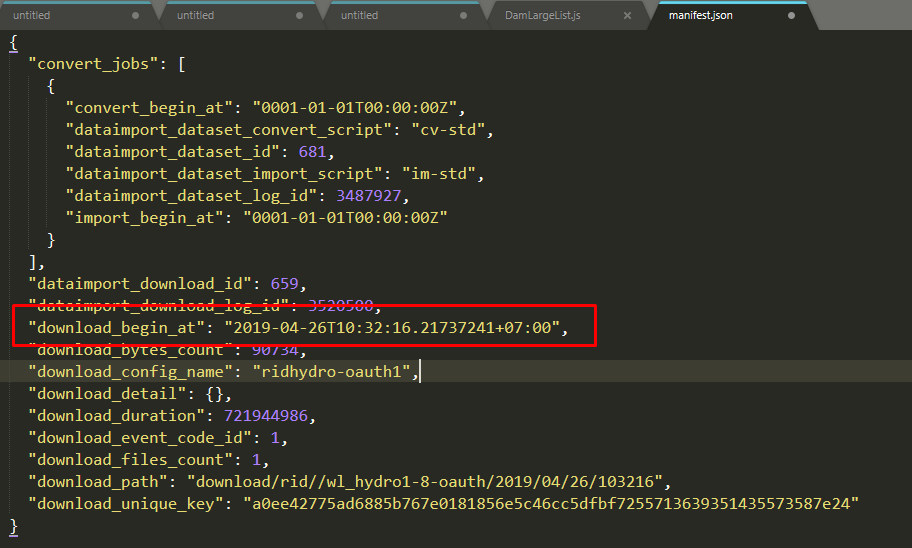 untitled
untitled
untitled
DamLargeList.js
manifest.json
{
"convert_jobs": [
{
"convert_begin_at": "0001-01-01T00:00:00Z",
"dataimport_dataset_convert_script": "cv-std",
"dataimport_dataset_id": 681,
"dataimport_dataset_import_script": "im-std",
"dataimport_dataset_log_id": 3487927,
"import_begin_at": "0001-01-01T00:00:00Z"
}
],
"dataimport_download_id": 659,
"dataimport_download_log_id":
"download_begin_at": "2019-04-26T10:32:16.21737241+07:00",
"download_bytes_count": 90734,
"download_config_name": "ridhydro-oauth1",
"download_detail": {},
"download_duration": 721944986,
"download_event_code_id": 1,
"download_files_count": 1,
"download_path": "download/rid//wl_hydro1-8-oauth/2019/04/26/103216",
"download_unique_key": "a0ee42775ad6885b767e0181856e5c46cc5dfbf7255713639351435573587e24"
}